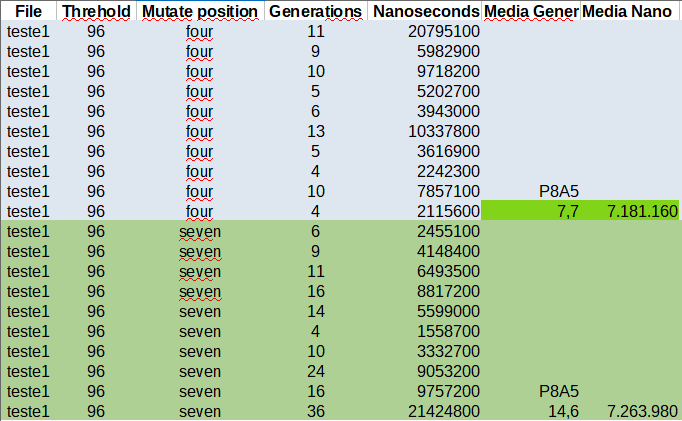 File Threhold Mutate position Generations Nanoseconds Media Gener Media Nano
teste1 96 four 11 20795100
teste1 96 four 9 5982900
teste1 96 four 10 9718200
teste1 96 four 5 5202700
teste1 96 four 6 3943000
teste1 96 four 13 10337800
teste1 96 four 5 3616900
teste1 96 four 4 2242300
teste1 96 four 10 7857100 P8A5
teste1 96 four 4 2115600 7,7 7.181.160
teste1 96 seven 6 2455100
teste1 96 seven 9 4148400
teste1 96 seven 11 6493500
teste1 96 seven 16 8817200
teste1 96 seven 14 5599000
teste1 96 seven 4 1558700
teste1 96 seven 10 3332700
teste1 96 seven 24 9053200
teste1 96 seven 16 9757200 P8A5
teste1 96 seven 36 21424800 14,6 7.263.980